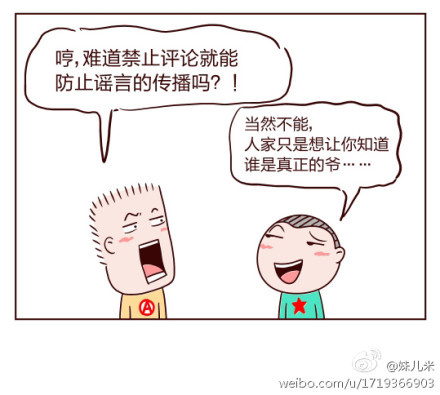 哼,难道禁止评论就能
防止谣言的传播吗?!
当然不能,
人家只是想让你知道
谁是真正的爷……
A
@妹儿米
weibo.com/u/1719366903